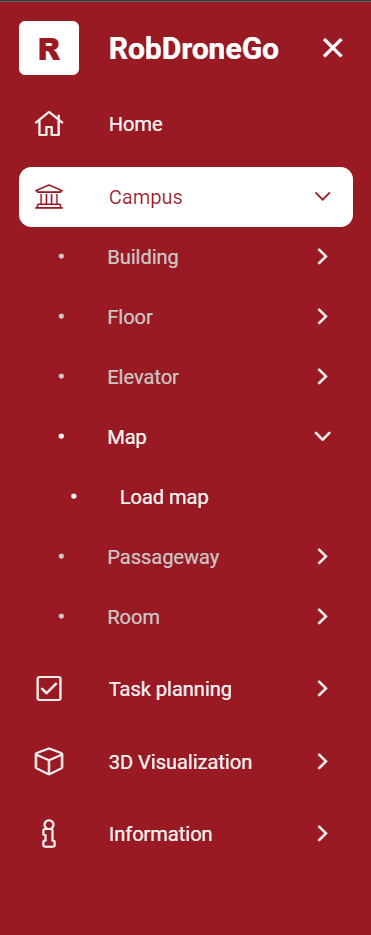 R RobDroneGo
Home
Campus
Building
Floor
Elevator
Map
Load map
Passageway
Room
Task planning
3D Visualization
Information